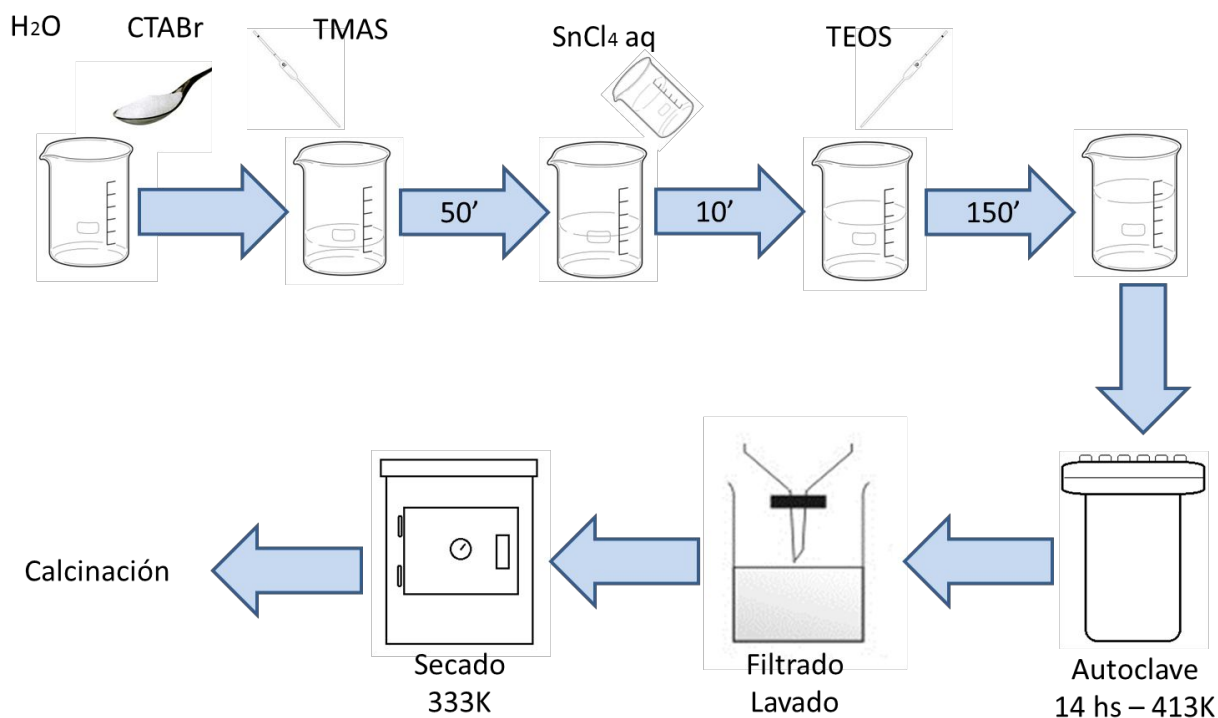 H2O
CTABr
TMAS
SnCl4 aq
TEOS
50’
10’
150’
Calcinación
Secado
333K
Filtrado
Lavado
Autoclave
14 hs – 413K